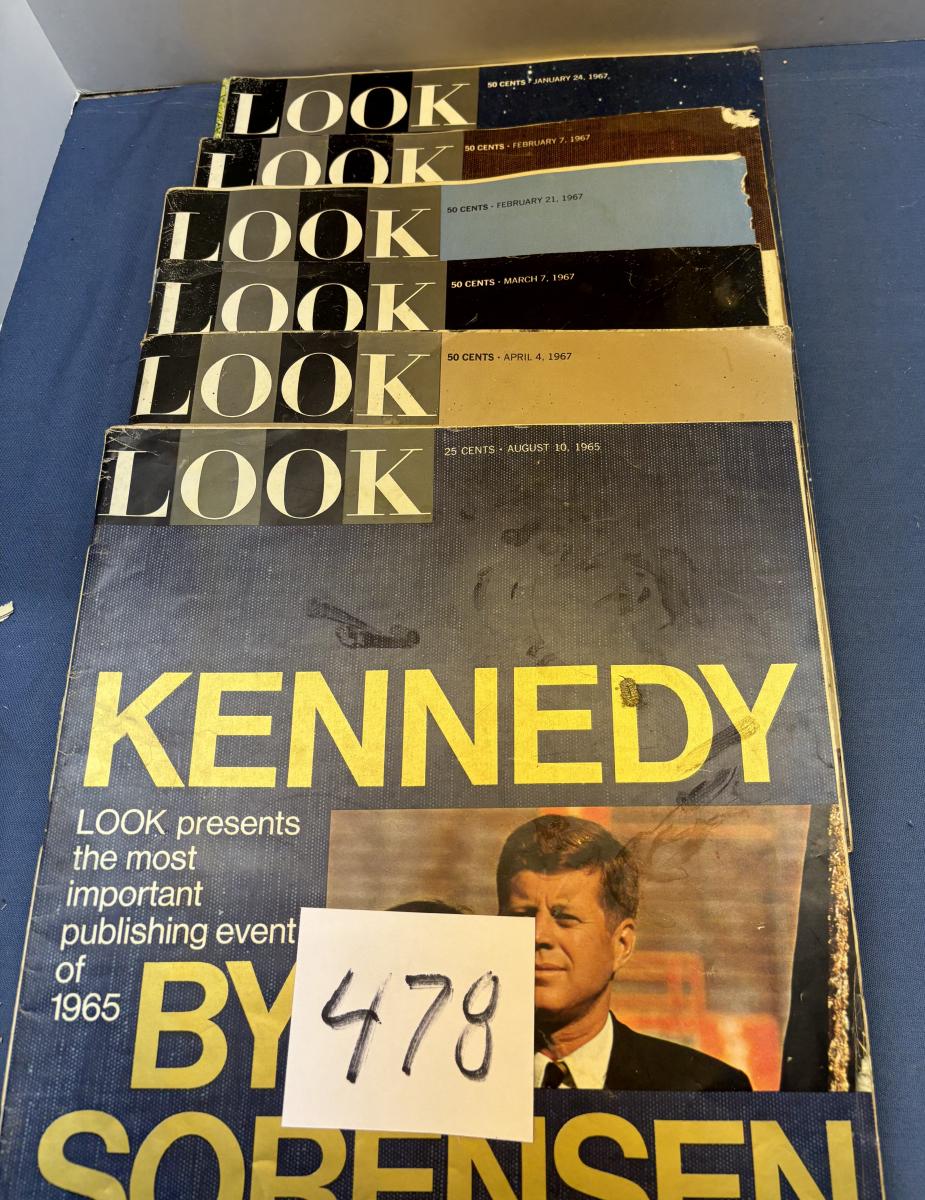 LOOK 50 CENTS · JANUARY 24, 1967
LOOK 50 CENTS · FEBRUARY 7, 1967
LOOK 50 CENTS · FEBRUARY 21, 1967
LOOK 50 CENTS · MARCH 7, 1967
LOOK 50 CENTS · APRIL 4, 1967
LOOK 25 CENTS · AUGUST 10, 1965
KENNEDY
LOOK presents
the most
important
publishing event
of
1965
BY
478
SORENSEN